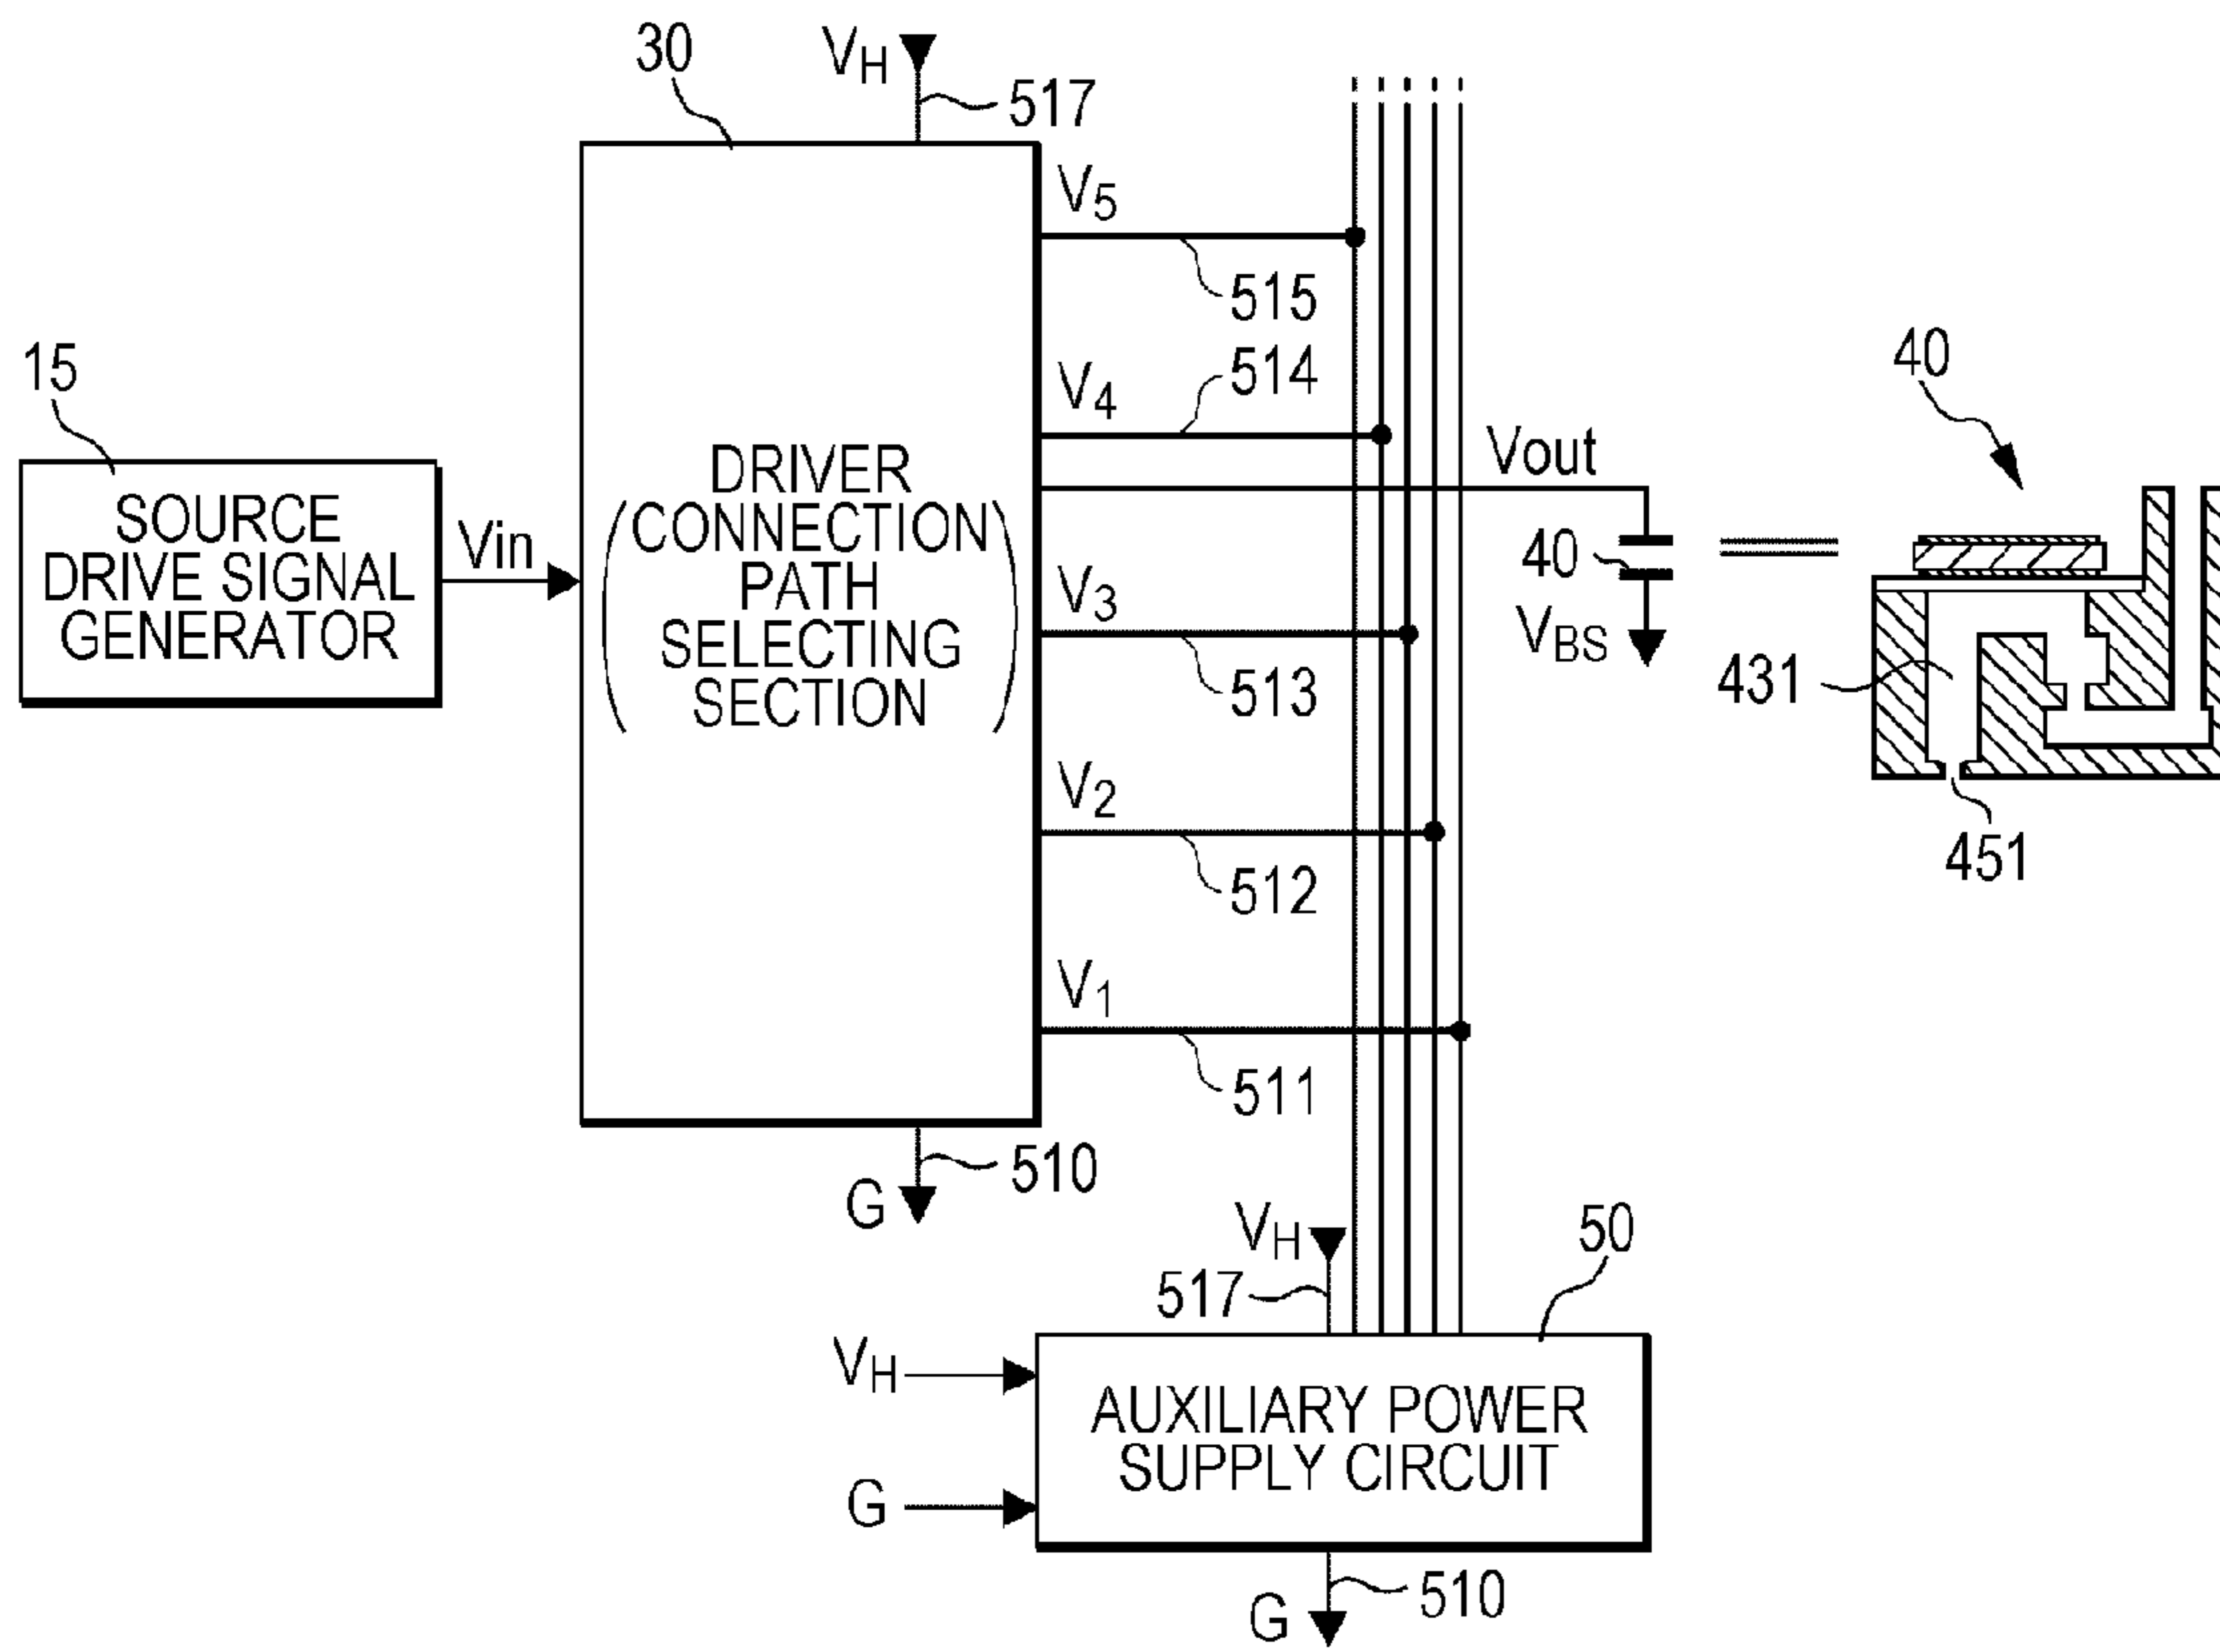 30
VH
517
V5
515
15
V4
514
40
SOURCE
DRIVE SIGNAL
GENERATOR
Vin
DRIVER
(CONNECTION
PATH
SELECTING
SECTION)
Vout
40
VBS
V3
513
431
V2
512
451
V1
511
510
G
VH
517
50
VH
G
AUXILIARY POWER
SUPPLY CIRCUIT
510
G